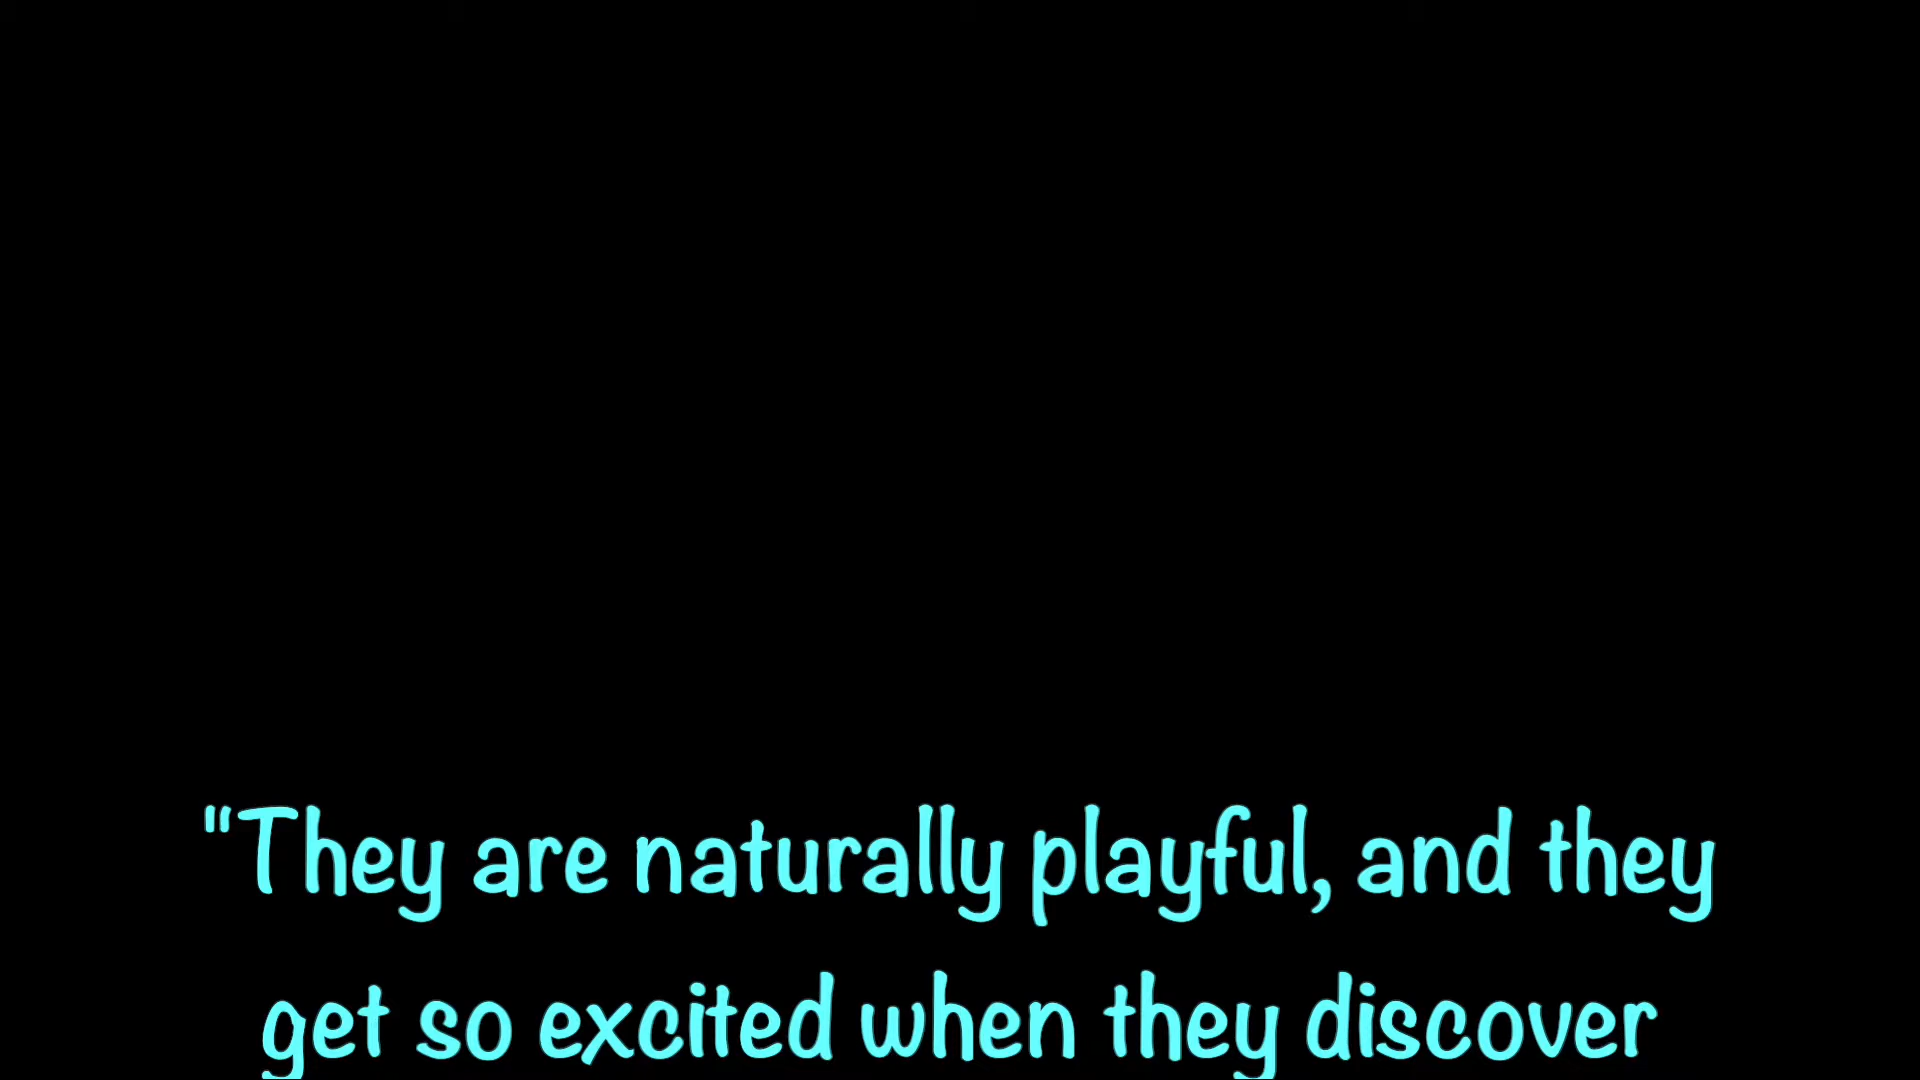 "They are naturally playful, and they
get so excited when they discover